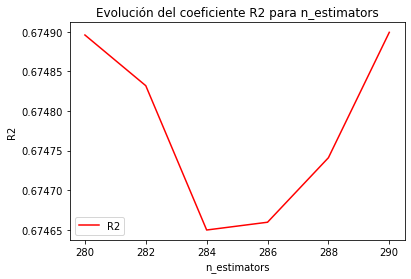 Evolución del coeficiente R2 para n_estimators
0.67490
0.67485
0.67480
0.67475
0.67470
0.67465
R2
R2
280 282 284 286 288 290
n_estimators